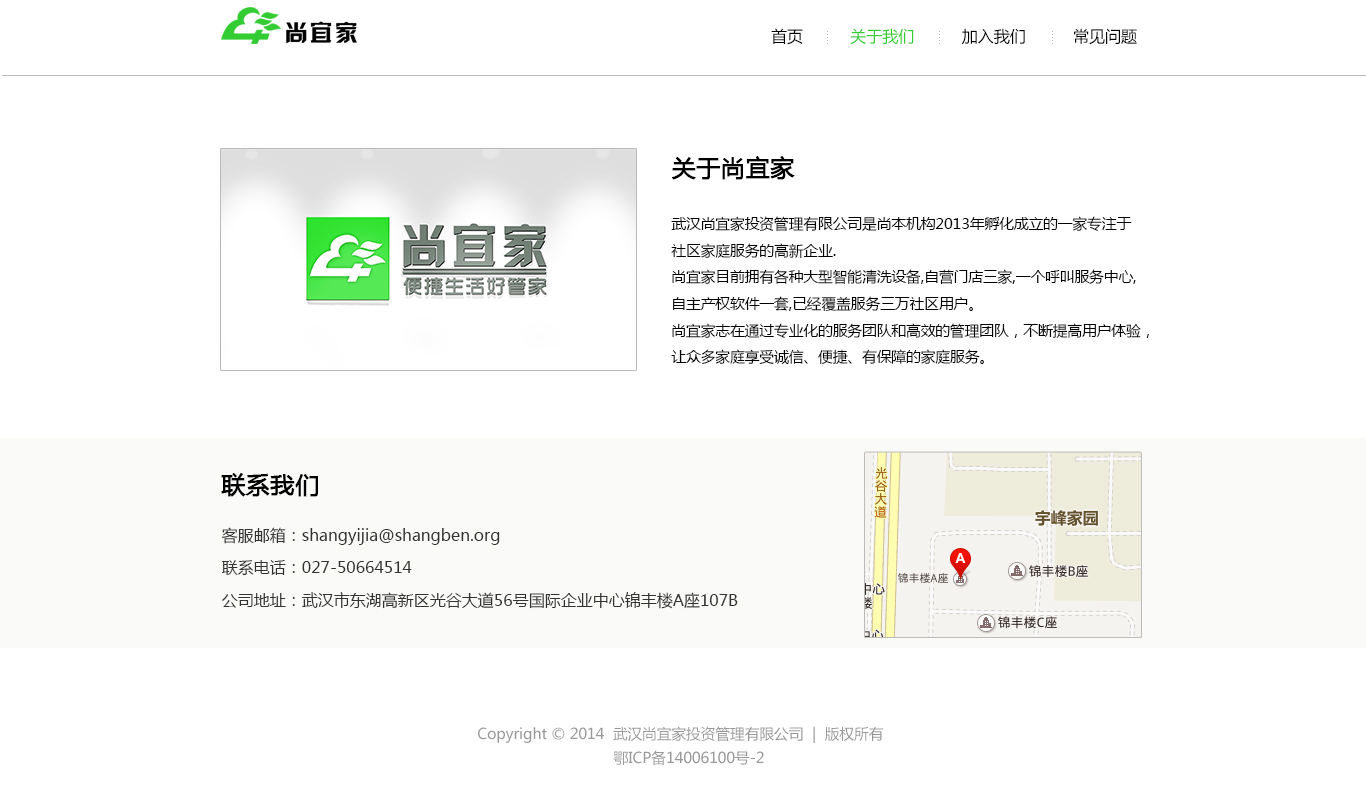 尚宜家
首页 关于我们 加入我们 常见问题
尚宜家
便捷生活好管家
关于尚宜家
武汉尚宜家投资管理有限公司是尚本机构2013年孵化成立的一家专注于
社区家庭服务的高新企业.
尚宜家目前拥有各种大型智能清洗设备,自营门店三家,一个呼叫服务中心,
自主产权软件一套,已经覆盖服务三万社区用户。
尚宜家志在通过专业化的服务团队和高效的管理团队，不断提高用户体验，
让众多家庭享受诚信、便捷、有保障的家庭服务。
联系我们
客服邮箱：shangyijia@shangben.org
联系电话：027-50664514
公司地址：武汉市东湖高新区光谷大道56号国际企业中心锦丰楼A座107B
光谷大道
宇峰家园
A
锦丰楼A座
锦丰楼B座
中心
楼
锦丰楼C座
中心
Copyright © 2014 武汉尚宜家投资管理有限公司 | 版权所有
鄂ICP备14006100号-2